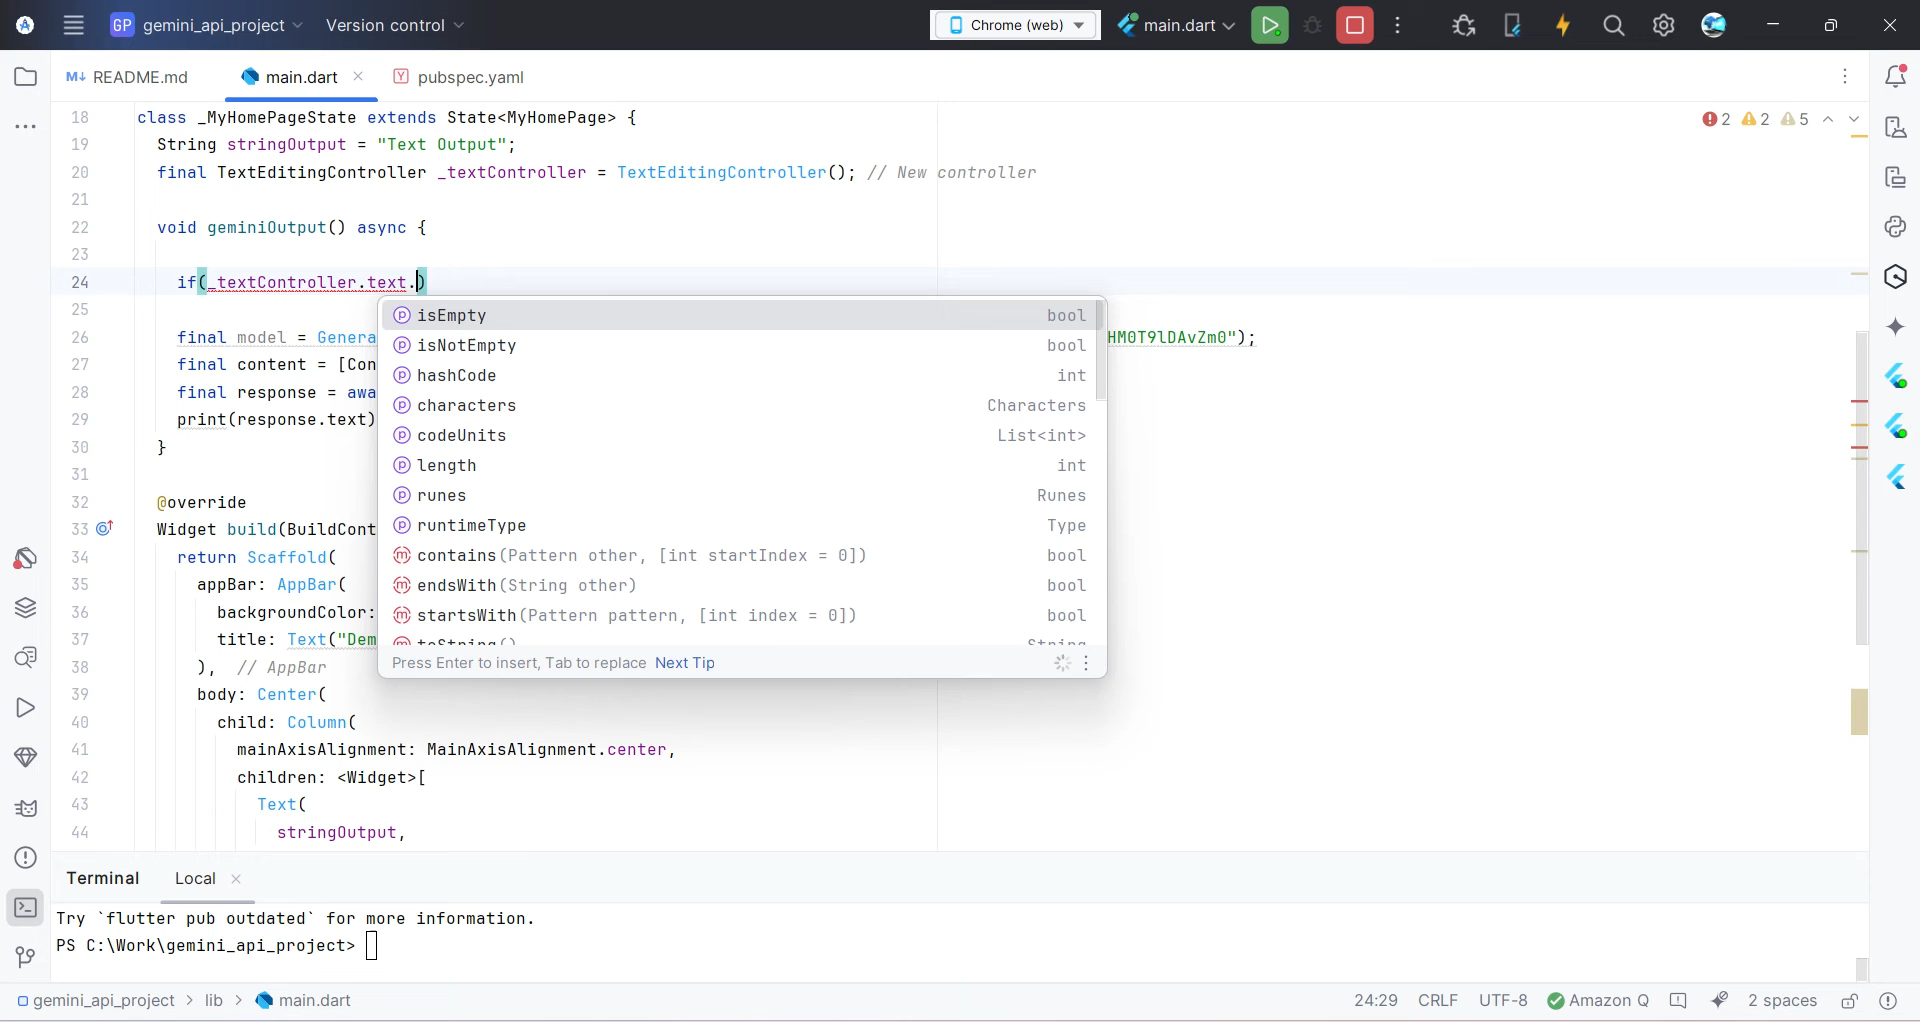 GP gemini_api_project Version control Chrome (web) main.dart
M↓ README.md main.dart pubspec.yaml
18 class _MyHomePageState extends State<MyHomePage> { 2 2 5
19 String stringOutput = "Text Output";
20 final TextEditingController _textController = TextEditingController(); // New controller
21
22 void geminiOutput() async {
23
24 if(_textController.text.)
25
26 final model = Genera HM0T9lDAvZm0");
27 final content = [Con
28 final response = awa
29 print(response.text)
30 }
31
32 @override
33 Widget build(BuildCont
34 return Scaffold(
35 appBar: AppBar(
36 backgroundColor:
37 title: Text("Dem
38 ), // AppBar
39 body: Center(
40 child: Column(
41 mainAxisAlignment: MainAxisAlignment.center,
42 children: <Widget>[
43 Text(
44 stringOutput,
isEmpty bool
isNotEmpty bool
hashCode int
characters Characters
codeUnits List<int>
length int
runes Runes
runtimeType Type
contains(Pattern other, [int startIndex = 0]) bool
endsWith(String other) bool
startsWith(Pattern pattern, [int index = 0]) bool
toString() String
Press Enter to insert, Tab to replace Next Tip
Terminal Local
Try `flutter pub outdated` for more information.
PS C:\Work\gemini_api_project>
gemini_api_project > lib > main.dart 24:29 CRLF UTF-8 Amazon Q 2 spaces